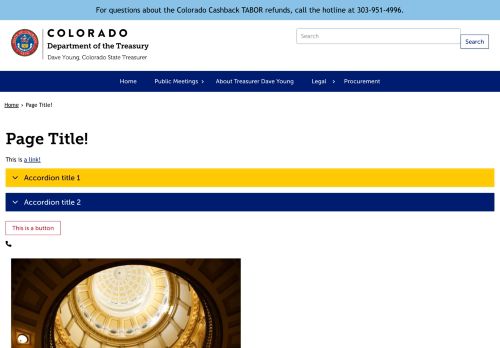 For questions about the Colorado Cashback TABOR refunds, call the hotline at 303-951-4996.
COLORADO
Department of the Treasury
Dave Young, Colorado State Treasurer
Search
Search
Home
Public Meetings ›
About Treasurer Dave Young
Legal ›
Procurement
Home › Page Title!
Page Title!
This is a link!
Accordion title 1
Accordion title 2
This is a button